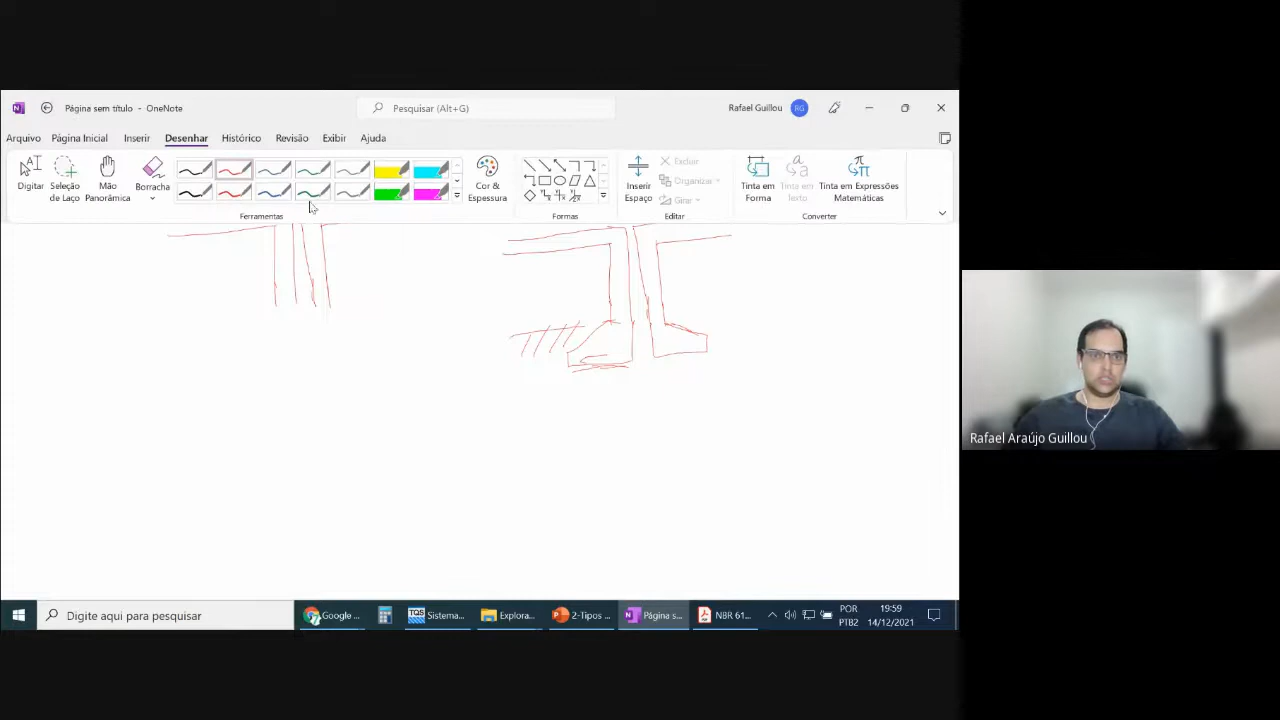 Página sem título - OneNote
Pesquisar (Alt+G)
Rafael Guillou
RG
Arquivo
Página Inicial
Inserir
Desenhar
Histórico
Revisão
Exibir
Ajuda
Digitar
Seleção de Laço
Mão Panorâmica
Borracha
Cor & Espessura
Inserir Espaço
Excluir
Organizar
Girar
Tinta em Forma
Tinta em Texto
Tinta em Expressões Matemáticas
Ferramentas
Formas
Editar
Converter
Rafael Araújo Guillou
Digite aqui para pesquisar
Google ...
TQS
Sistema...
Explora...
2-Tipos ...
Página s...
NBR 61...
POR
PTB2
19:59
14/12/2021